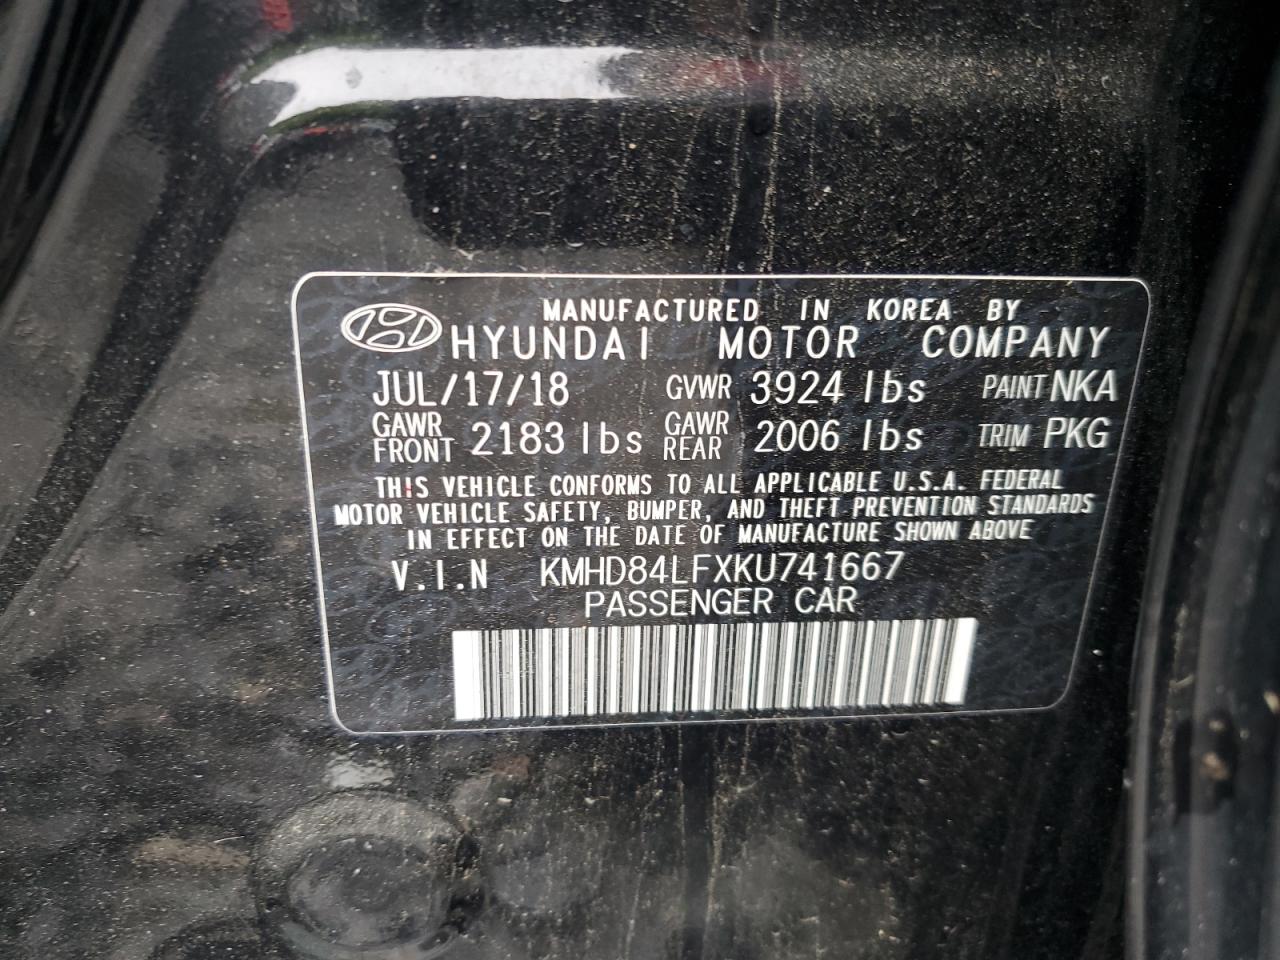 MANUFACTURED IN KOREA BY
HYUNDAI MOTOR COMPANY
JUL/17/18 GVWR 3924 lbs PAINT NKA
GAWR FRONT 2183 lbs GAWR REAR 2006 lbs TRIM PKG
THIS VEHICLE CONFORMS TO ALL APPLICABLE U.S.A. FEDERAL
MOTOR VEHICLE SAFETY, BUMPER, AND THEFT PREVENTION STANDARDS
IN EFFECT ON THE DATE OF MANUFACTURE SHOWN ABOVE
V.I.N KMHD84LFXKU741667
PASSENGER CAR